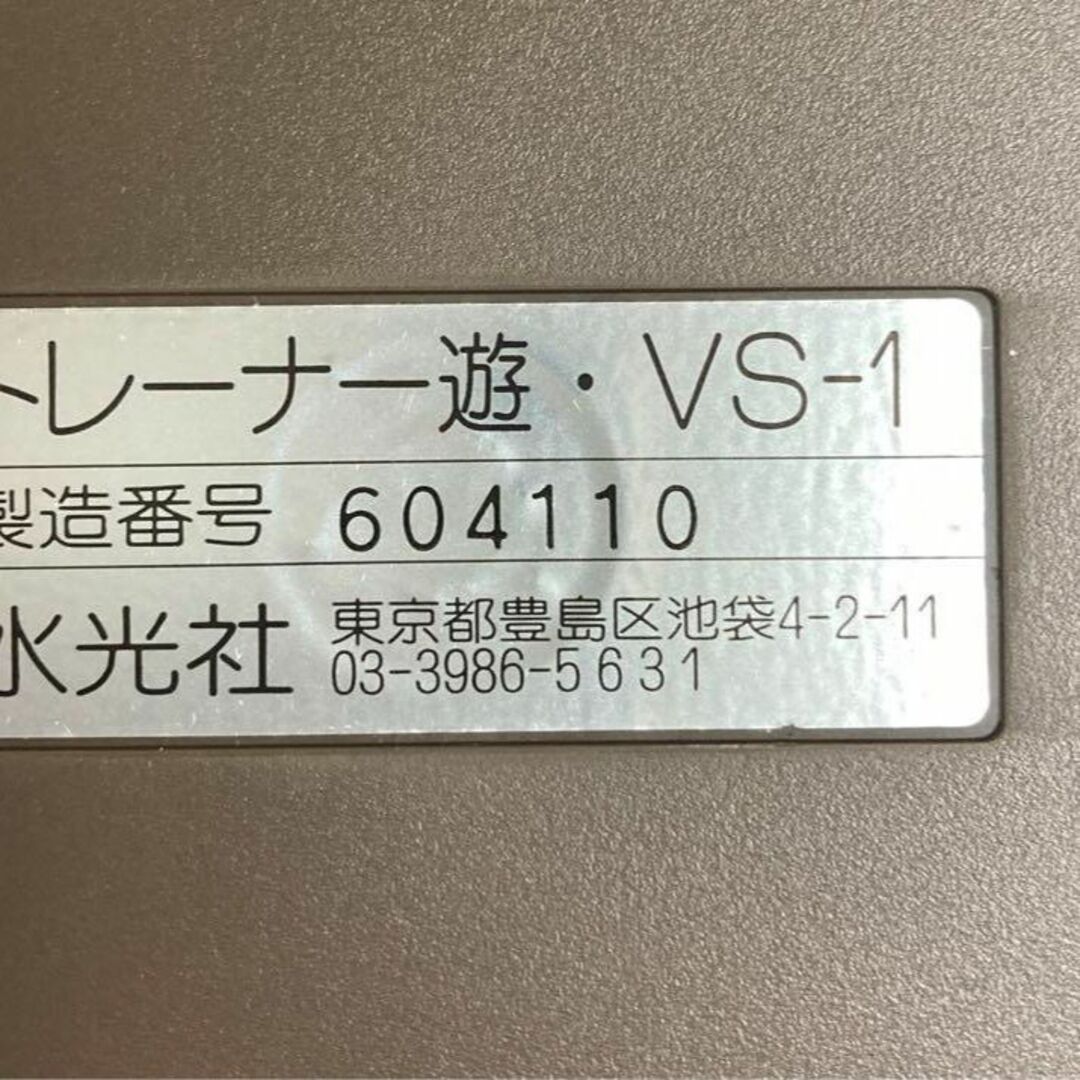 トレーナー遊・VS-1
製造番号 604110
水光社 東京都豊島区池袋4-2-11
03-3986-5631